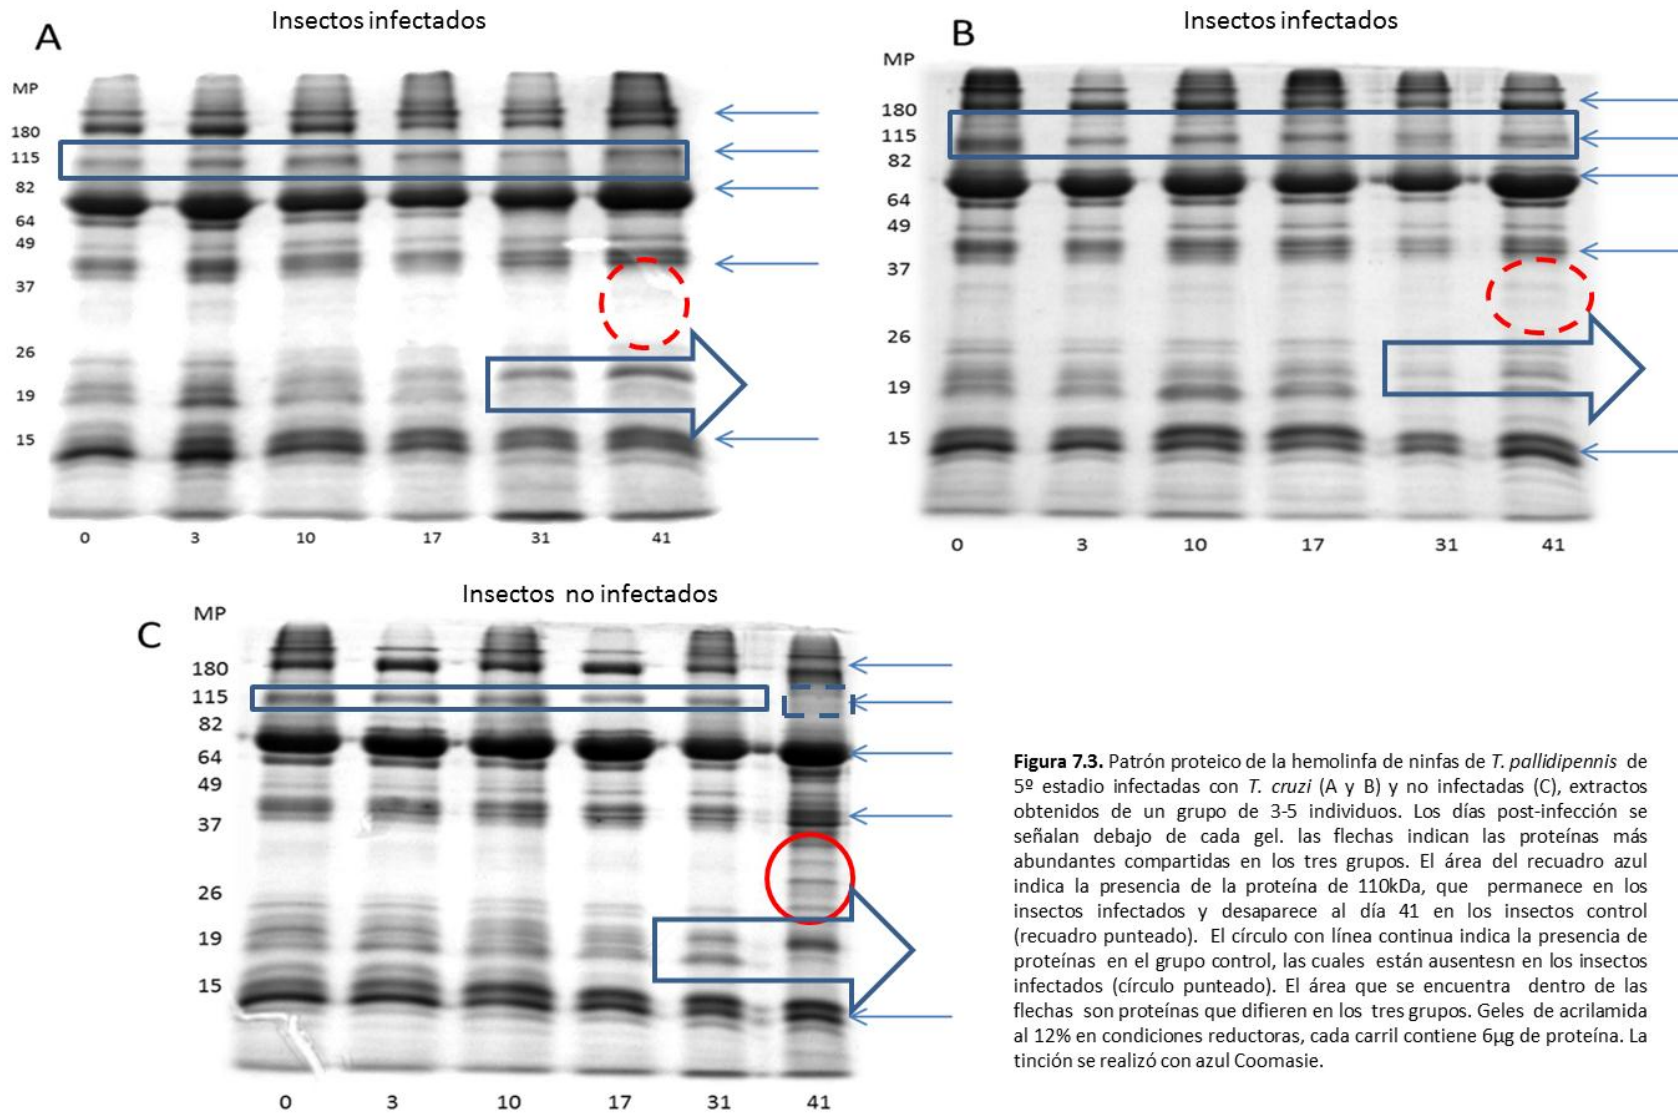 Insectos infectados
A
MP
180
115
82
64
49
37
26
19
15
0 3 10 17 31 41
Insectos infectados
B
MP
180
115
82
64
49
37
26
19
15
0 3 10 17 31 41
Insectos no infectados
C
MP
180
115
82
64
49
37
26
19
15
0 3 10 17 31 41
Figura 7.3. Patrón proteico de la hemolinfa de ninfas de T. pallidipennis de
5º estadio infectadas con T. cruzi (A y B) y no infectadas (C), extractos
obtenidos de un grupo de 3-5 individuos. Los días post-infección se
señalan debajo de cada gel. las flechas indican las proteínas más
abundantes compartidas en los tres grupos. El área del recuadro azul
indica la presencia de la proteína de 110kDa, que permanece en los
insectos infectados y desaparece al día 41 en los insectos control
(recuadro punteado). El círculo con línea continua indica la presencia de
proteínas en el grupo control, las cuales están ausentesn en los insectos
infectados (círculo punteado). El área que se encuentra dentro de las
flechas son proteínas que difieren en los tres grupos. Geles de acrilamida
al 12% en condiciones reductoras, cada carril contiene 6µg de proteína. La
tinción se realizó con azul Coomasie.